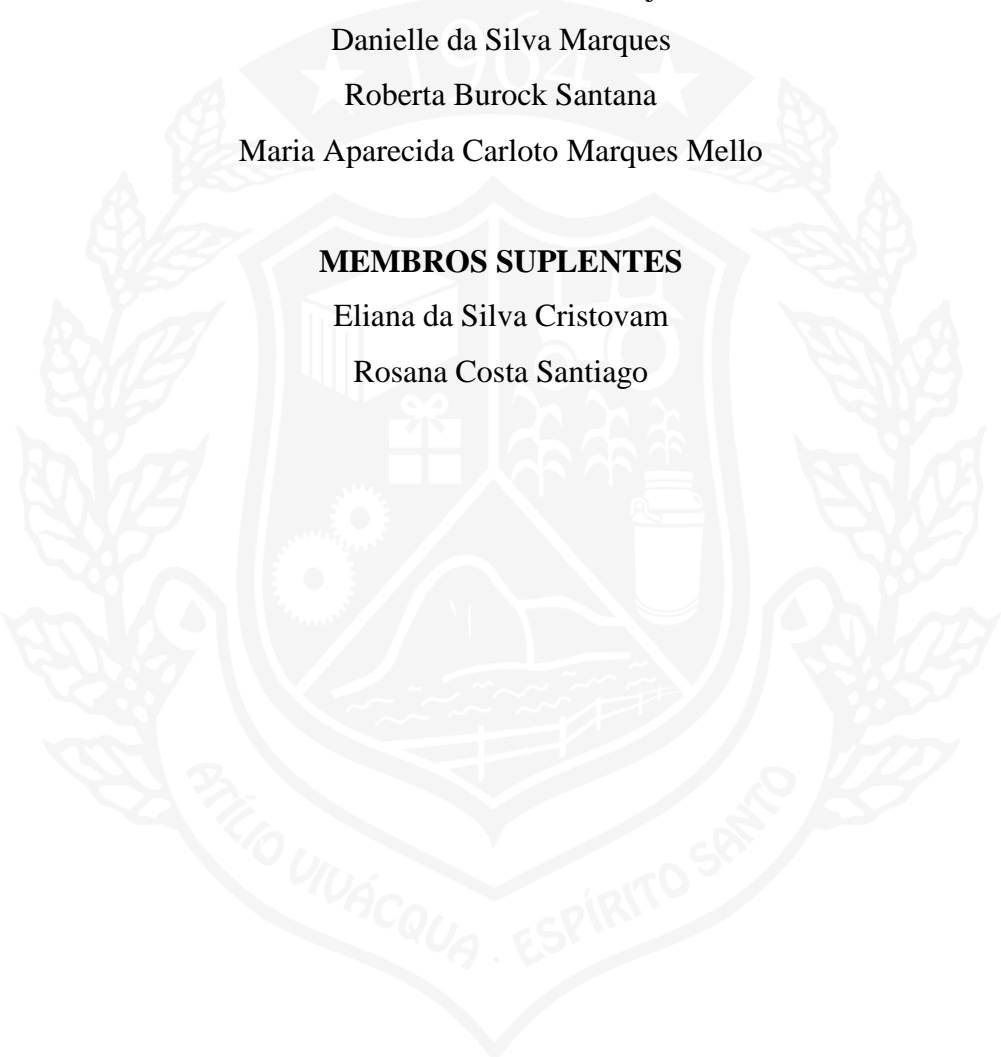 1964
Danielle da Silva Marques
Roberta Burock Santana
Maria Aparecida Carloto Marques Mello
MEMBROS SUPLENTES
Eliana da Silva Cristovam
Rosana Costa Santiago
ATÍLIO VIVÁCQUA . ESPÍRITO SANTO